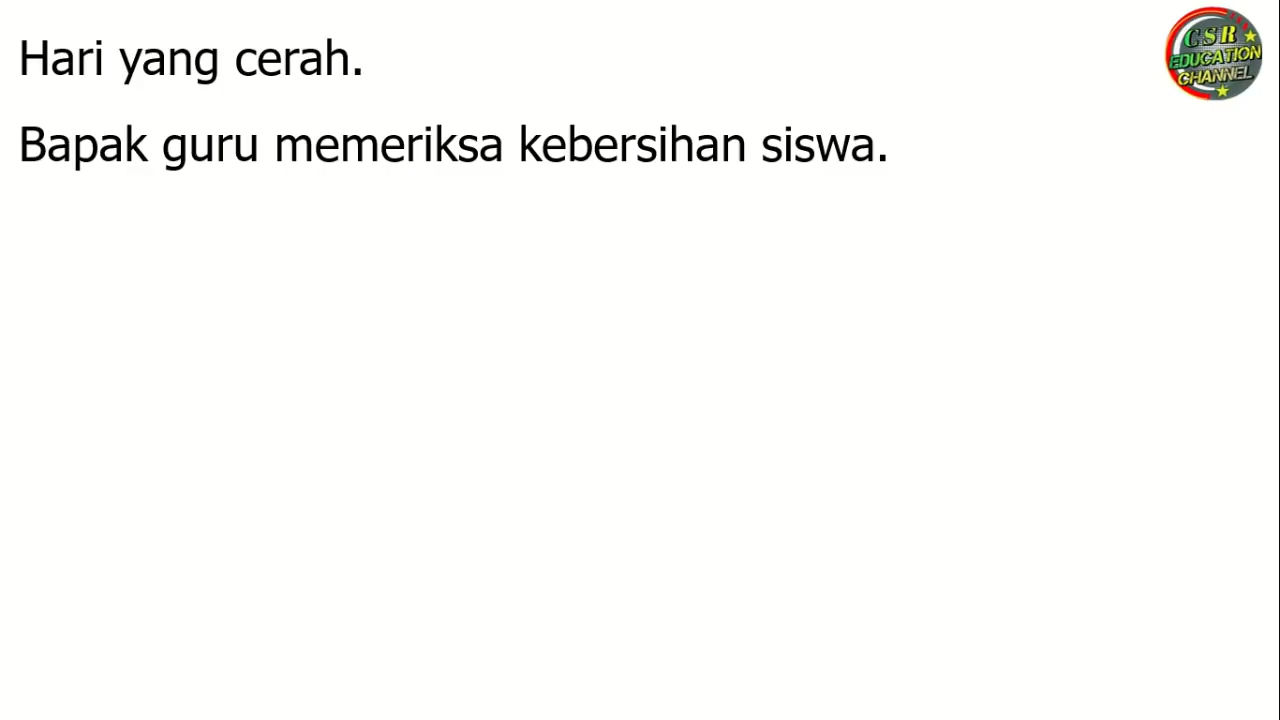 Hari yang cerah.
Bapak guru memeriksa kebersihan siswa.
CSR
EDUCATION
CHANNEL